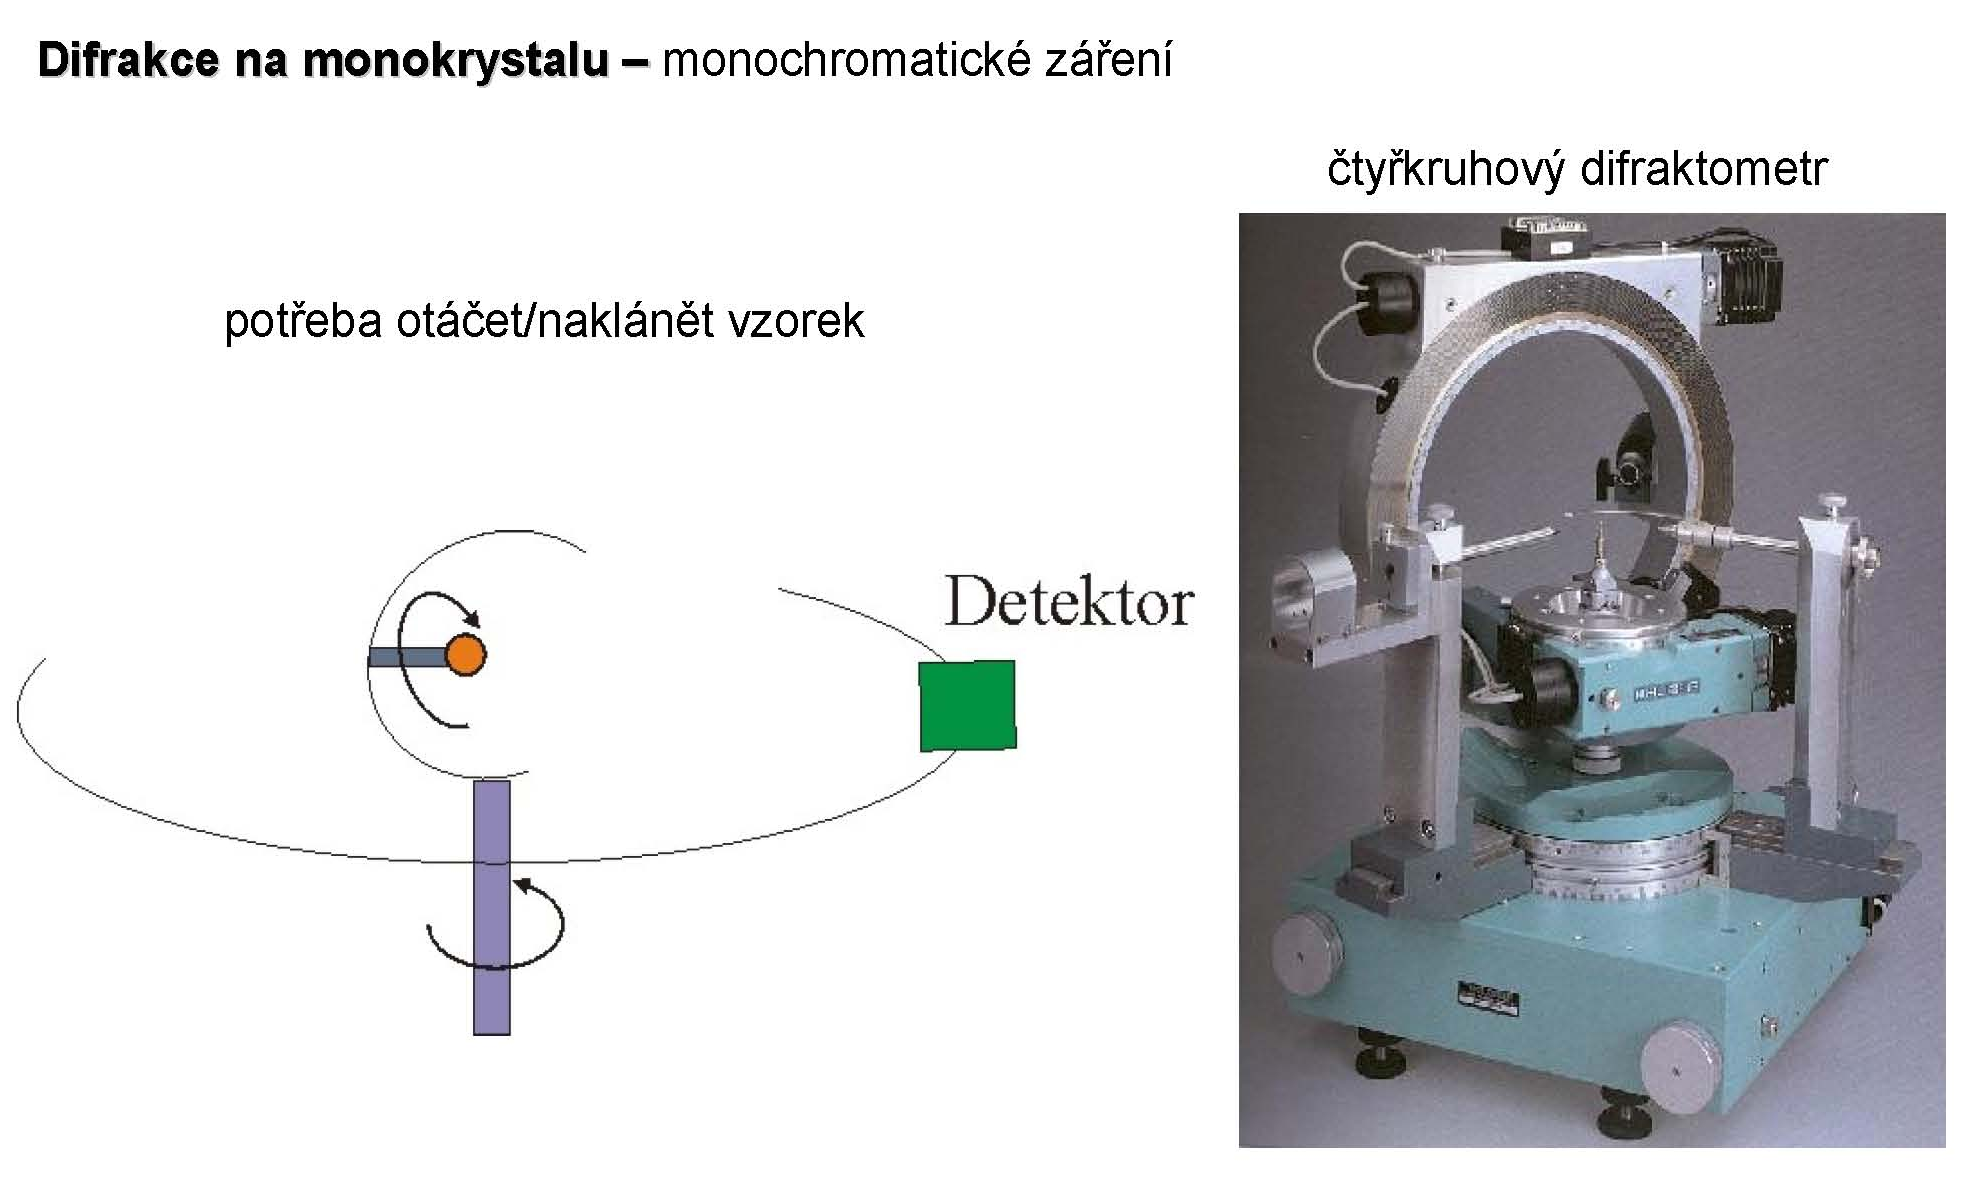 Difrakce na monokrystalu – monochromatické záření
čtyřkruhový difraktometr
potřeba otáčet/naklánět vzorek
Detektor